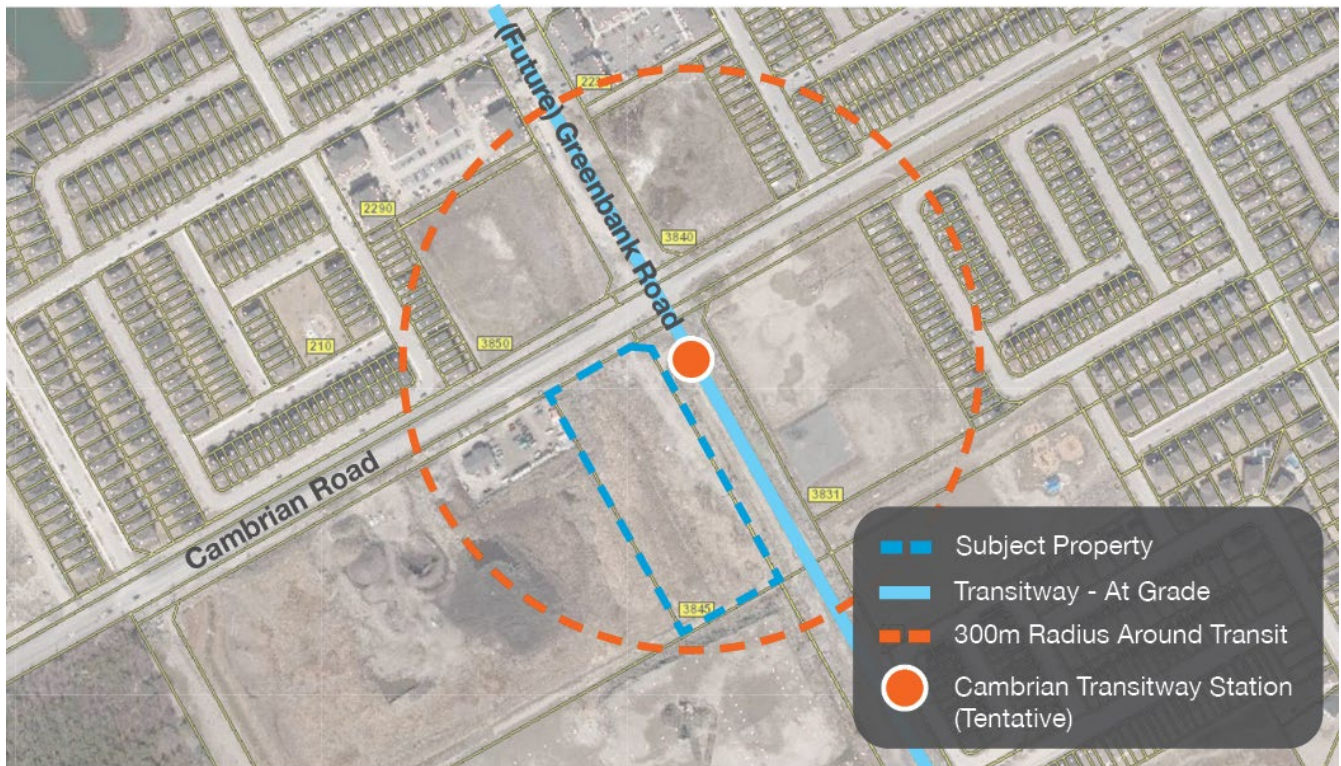 (Future) Greenbank Road
2290
3840
3850
210
Cambrian Road
3831
3845
Subject Property
Transitway - At Grade
300m Radius Around Transit
Cambrian Transitway Station
(Tentative)